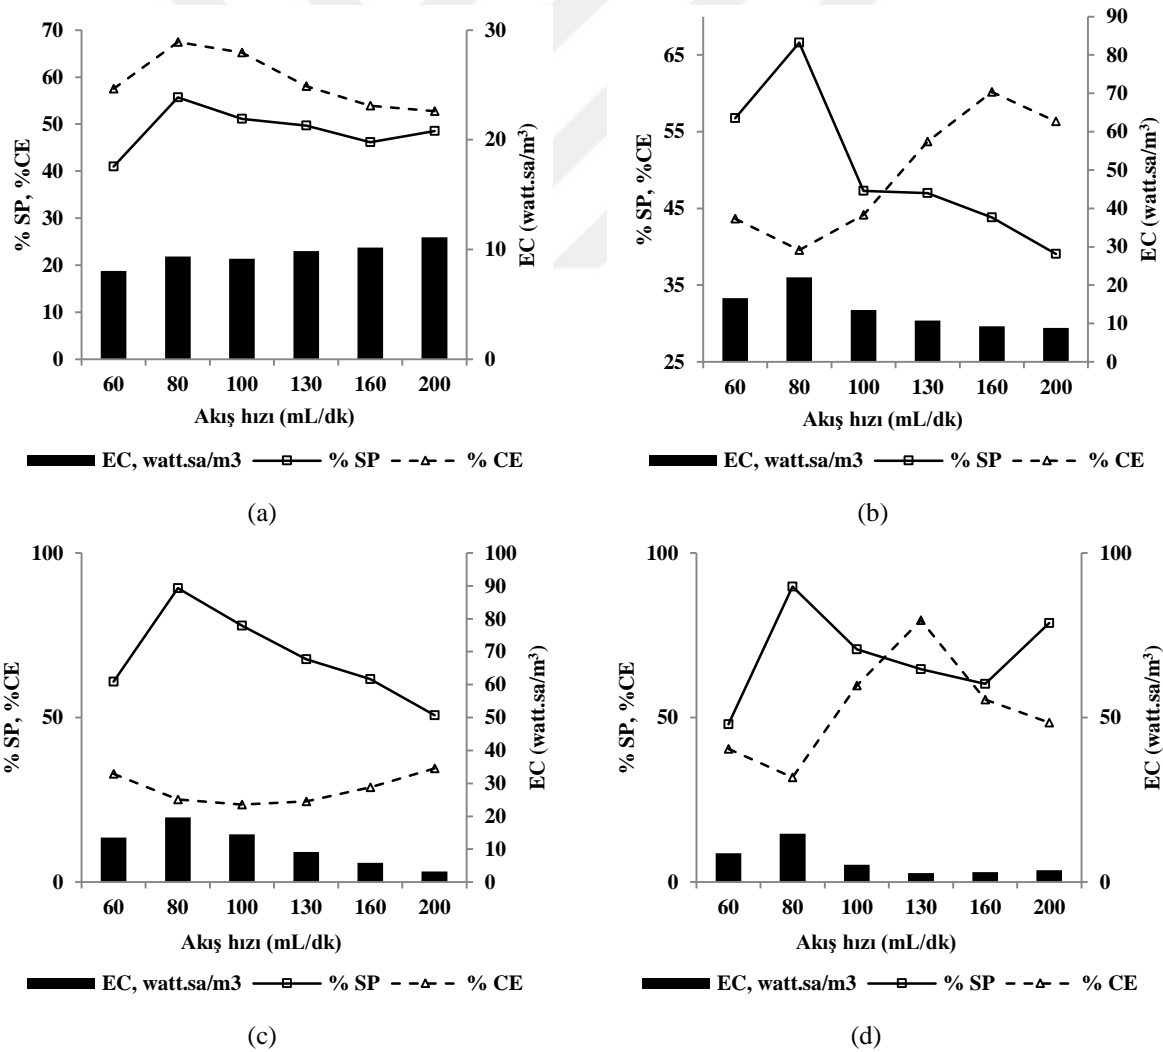 70
60
50
40
30
20
10
0
% SP, %CE
30
20
10
0
EC (watt.sa/m³)
60 80 100 130 160 200
Akış hızı (mL/dk)
EC, watt.sa/m3 % SP % CE
(a)
65
55
45
35
25
% SP, %CE
90
80
70
60
50
40
30
20
10
0
EC (watt.sa/m³)
60 80 100 130 160 200
Akış hızı (mL/dk)
EC, watt.sa/m3 % SP % CE
(b)
100
50
0
% SP, %CE
100
90
80
70
60
50
40
30
20
10
0
EC (watt.sa/m³)
60 80 100 130 160 200
Akış hızı (mL/dk)
EC, watt.sa/m3 % SP % CE
(c)
100
50
0
% SP, %CE
100
50
0
EC (watt.sa/m³)
60 80 100 130 160 200
Akış hızı (mL/dk)
EC, watt.sa/m3 % SP % CE
(d)